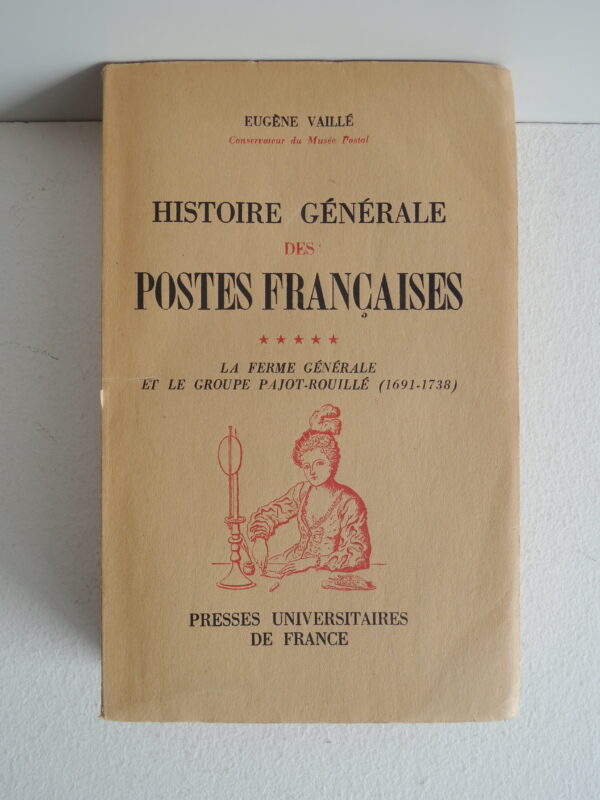 EUGÈNE VAILLÉ
Conservateur du Musée Postal
HISTOIRE GÉNÉRALE
DES
POSTES FRANÇAISES
★★★★★
LA FERME GÉNÉRALE
ET LE GROUPE PAJOT-ROUILLÉ (1691-1738)
PRESSES UNIVERSITAIRES
DE FRANCE